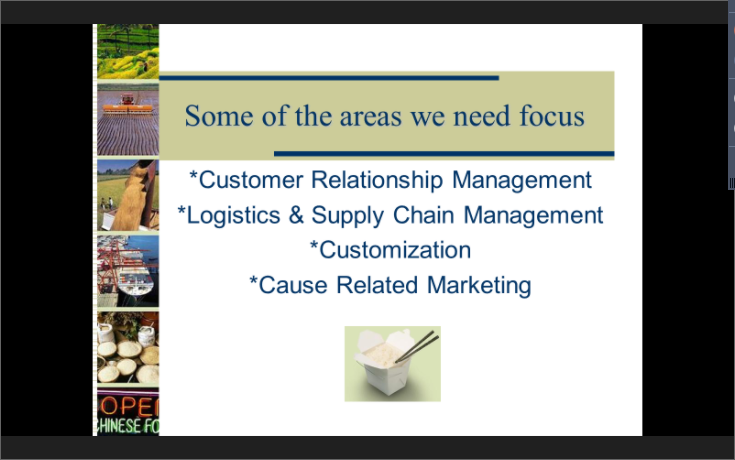 Some of the areas we need focus
*Customer Relationship Management
*Logistics & Supply Chain Management
*Customization
*Cause Related Marketing
OPE
CHINESE FO